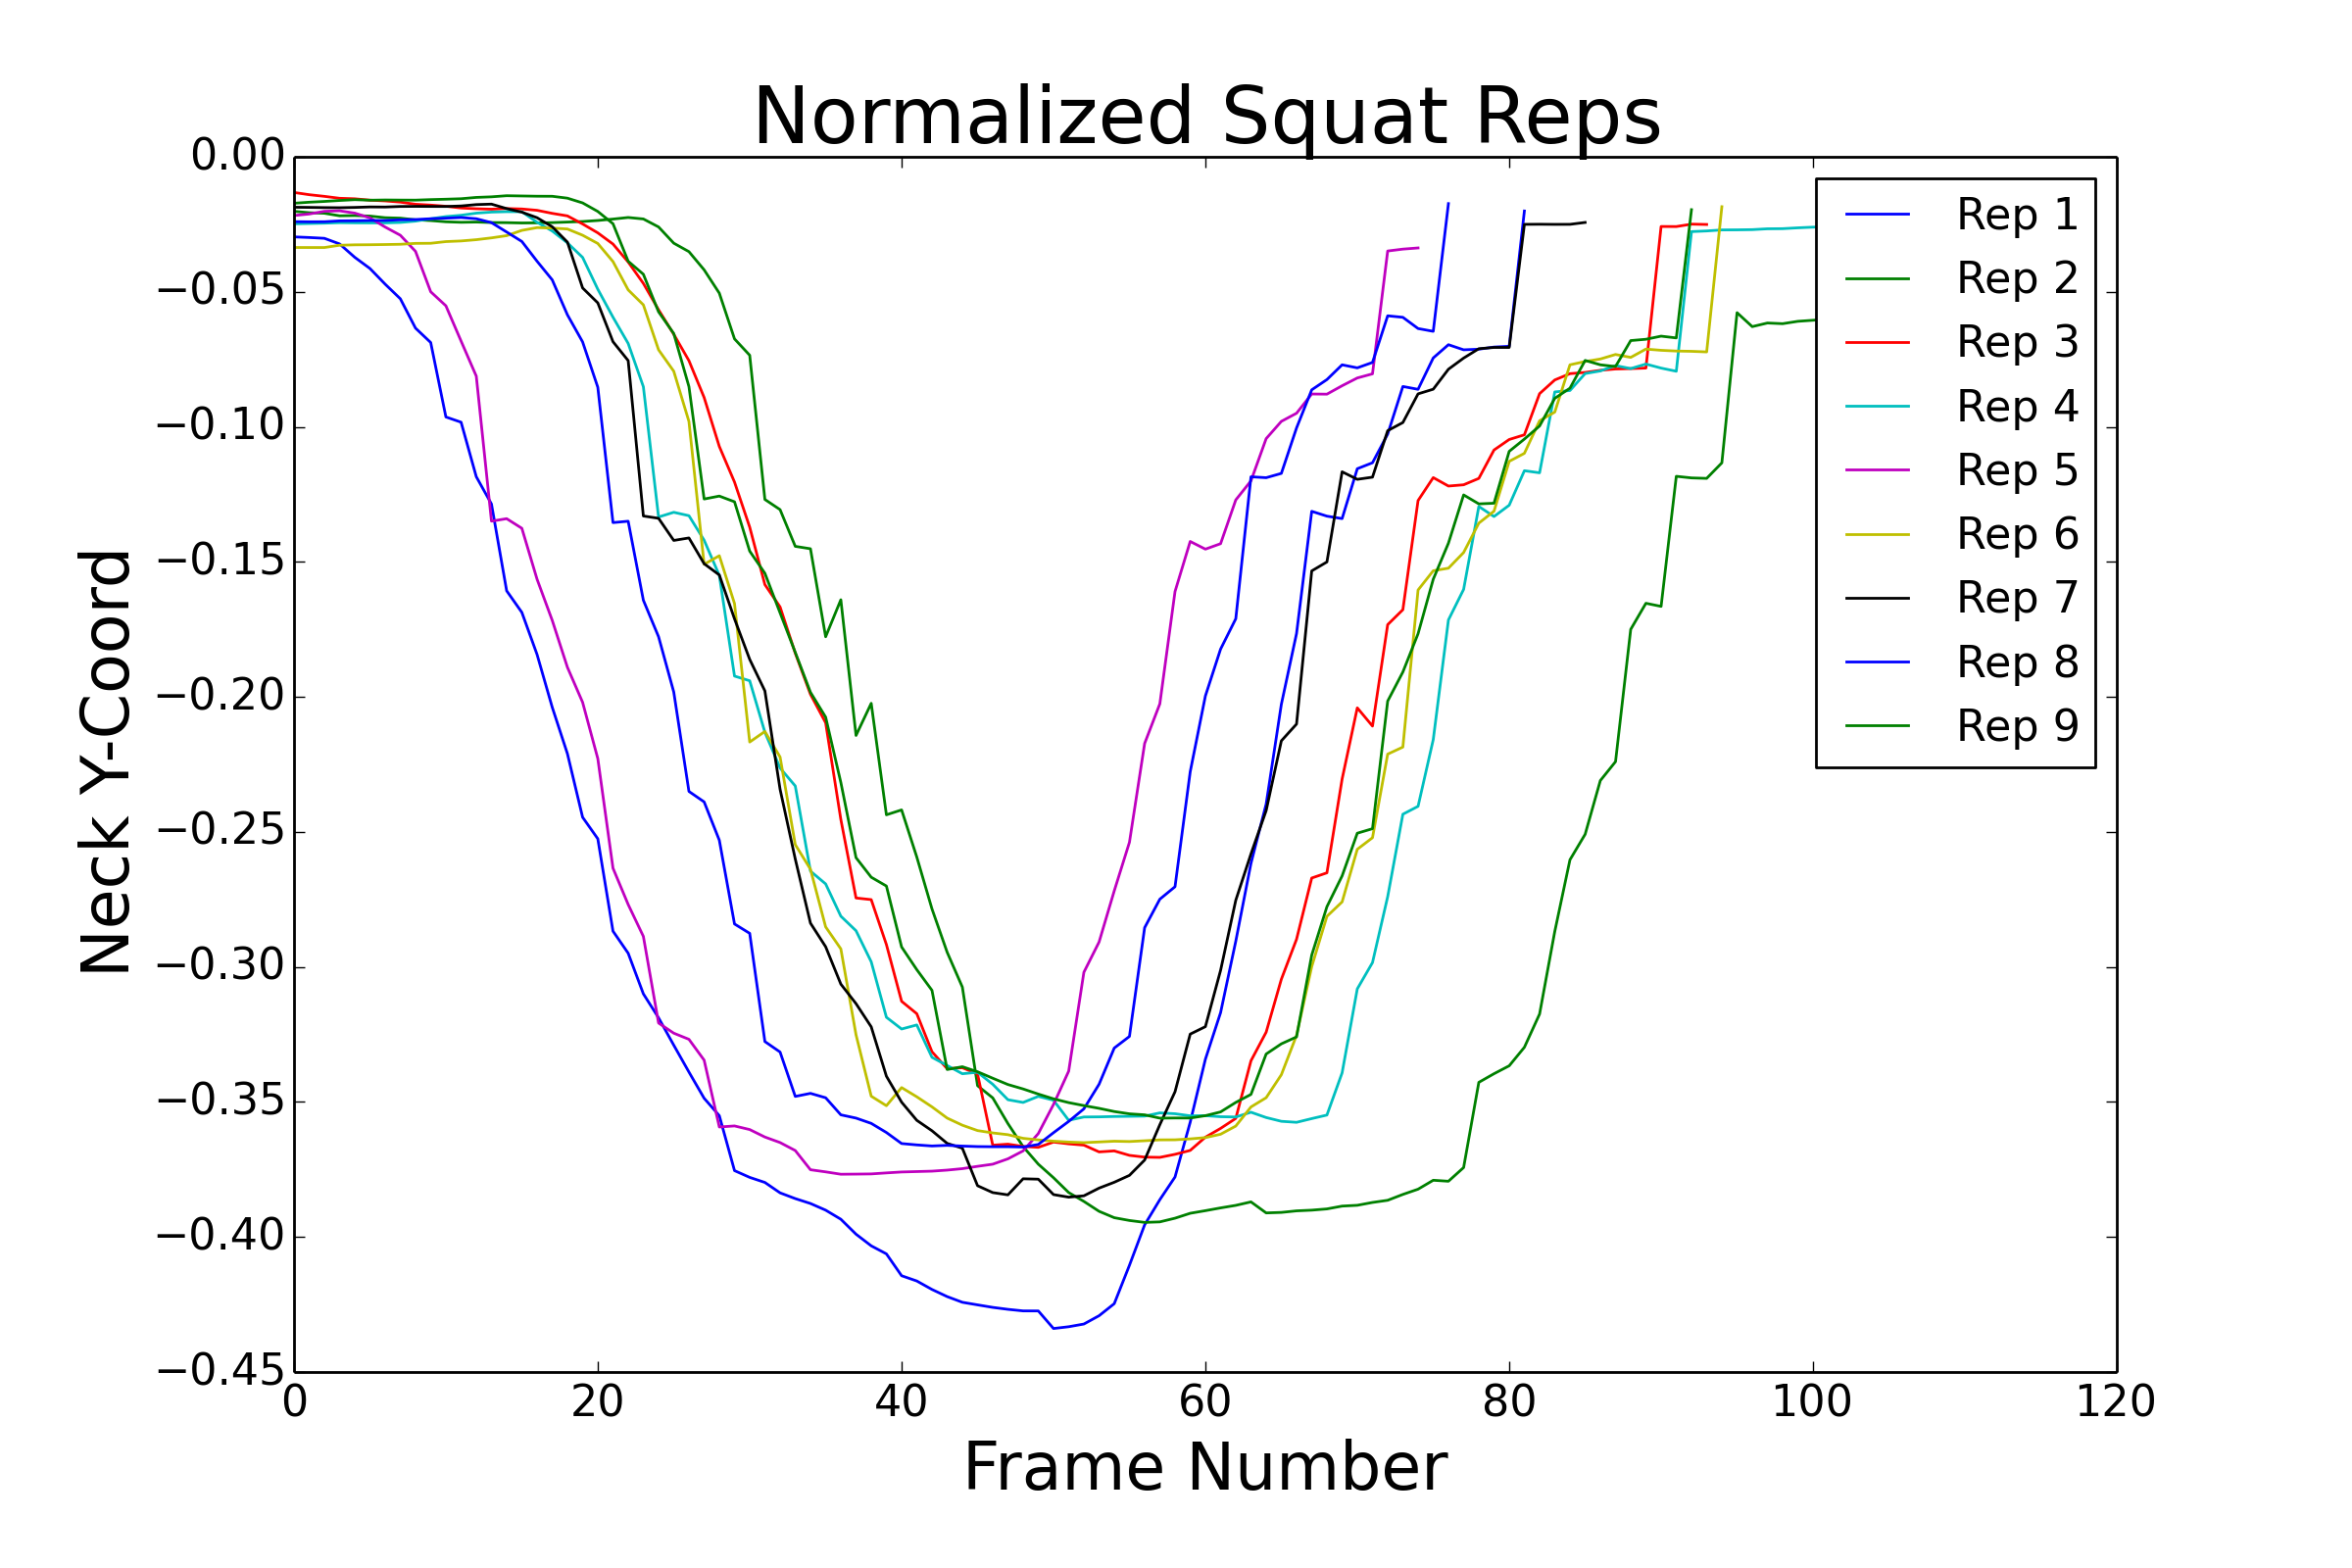 Normalized Squat Reps
0.00
−0.05
−0.10
−0.15
−0.20
−0.25
−0.30
−0.35
−0.40
−0.45
Neck Y-Coord
0 20 40 60 80 100 120
Frame Number
Rep 1
Rep 2
Rep 3
Rep 4
Rep 5
Rep 6
Rep 7
Rep 8
Rep 9